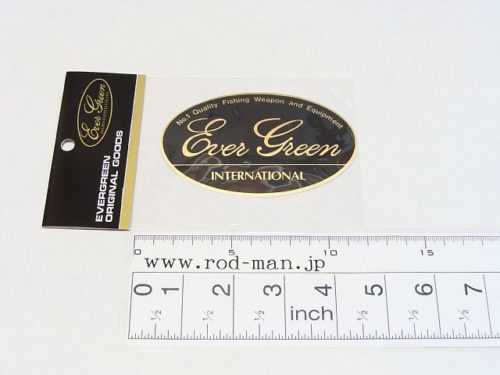 Ever Green
INTERNATIONAL
EVERGREEN
ORIGINAL GOODS
No.1 Quality Fishing Weapon and Equipment
Ever Green
INTERNATIONAL
0 5 10 15
www.rod-man.jp
0 1 2 3 4 5 6 7
inch
½ ½ ½ ½ ½ ½ ½ ½